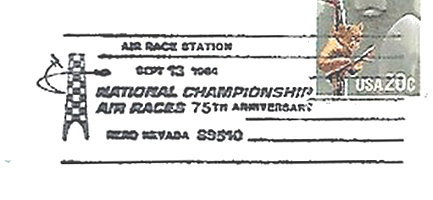 AIR RACE STATION
SEPT 13 1984
NATIONAL CHAMPIONSHIP
AIR RACES 75TH ANNIVERSARY
RENO NEVADA 89510
USA 20c